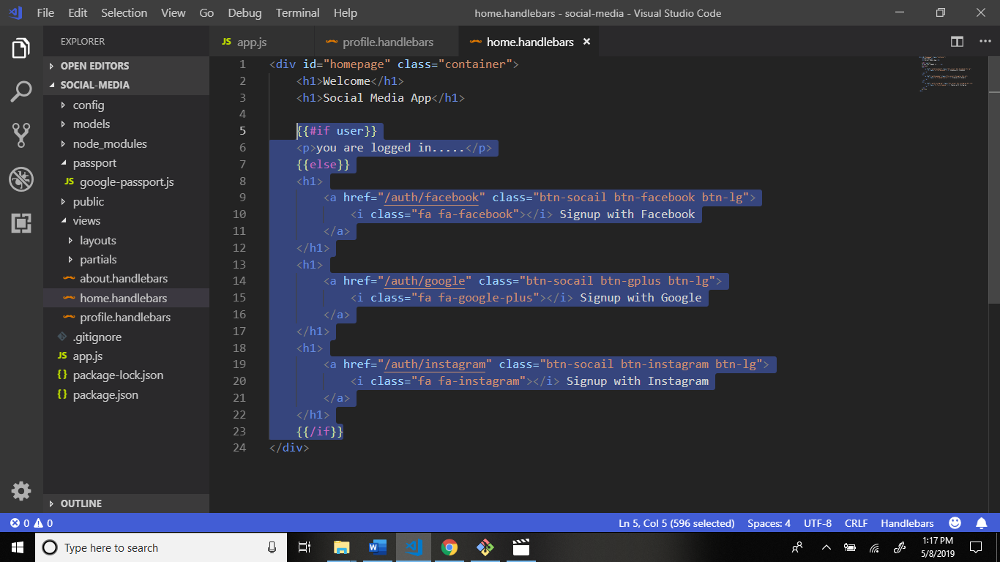 File Edit Selection View Go Debug Terminal Help home.handlebars - social-media - Visual Studio Code
EXPLORER
OPEN EDITORS
SOCIAL-MEDIA
config
models
node_modules
passport
JS google-passport.js
public
views
layouts
partials
about.handlebars
home.handlebars
profile.handlebars
.gitignore
JS app.js
{} package-lock.json
{} package.json
OUTLINE
JS app.js profile.handlebars home.handlebars ×
1 <div id="homepage" class="container">
2 <h1>Welcome</h1>
3 <h1>Social Media App</h1>
4
5 {{#if user}}
6 <p>you are logged in.....</p>
7 {{else}}
8 <h1>
9 <a href="/auth/facebook" class="btn-socail btn-facebook btn-lg">
10 <i class="fa fa-facebook"></i> Signup with Facebook
11 </a>
12 </h1>
13 <h1>
14 <a href="/auth/google" class="btn-socail btn-gplus btn-lg">
15 <i class="fa fa-google-plus"></i> Signup with Google
16 </a>
17 </h1>
18 <h1>
19 <a href="/auth/instagram" class="btn-socail btn-instagram btn-lg">
20 <i class="fa fa-instagram"></i> Signup with Instagram
21 </a>
22 </h1>
23 {{/if}}
24 </div>
0 0 Ln 5, Col 5 (596 selected) Spaces: 4 UTF-8 CRLF Handlebars
Type here to search
1:17 PM
5/8/2019